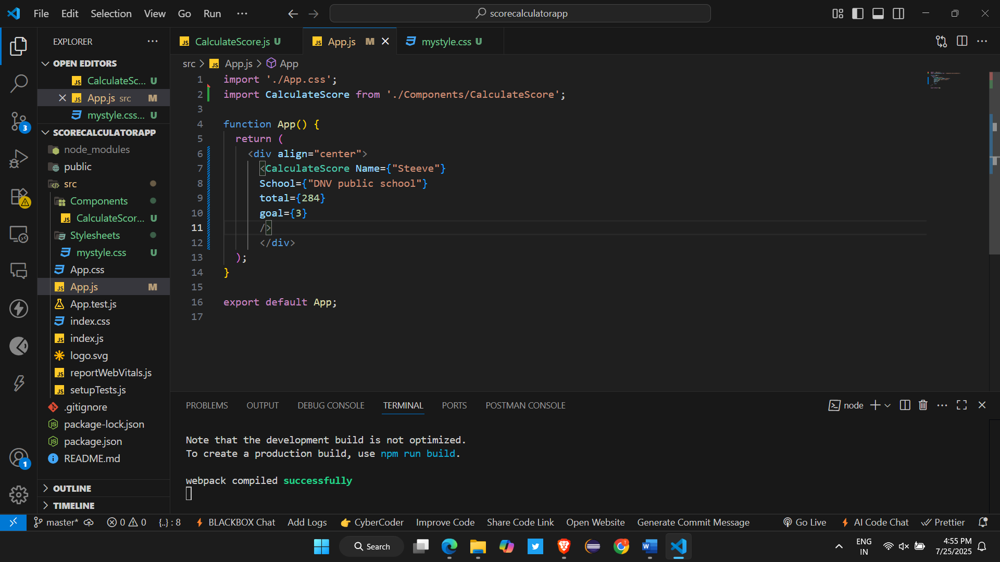 File Edit Selection View Go Run ···
scorecalculatorapp
EXPLORER ···
OPEN EDITORS
CalculateSc... U
App.js src M
mystyle.css... U
SCORECALCULATORAPP
node_modules
public
src
Components
CalculateScor... U
Stylesheets
mystyle.css U
App.css
App.js M
App.test.js
index.css
index.js
logo.svg
reportWebVitals.js
setupTests.js
.gitignore
package-lock.json
package.json
README.md
OUTLINE
TIMELINE
3
1
CalculateScore.js U
App.js M
mystyle.css U
src > App.js > App
1 import './App.css';
2 import CalculateScore from './Components/CalculateScore';
3
4 function App() {
5 return (
6 <div align="center">
7 <CalculateScore Name={"Steeve"}
8 School={"DNV public school"}
9 total={284}
10 goal={3}
11 />
12 </div>
13 );
14 }
15
16 export default App;
17
PROBLEMS OUTPUT DEBUG CONSOLE TERMINAL PORTS POSTMAN CONSOLE
node
Note that the development build is not optimized.
To create a production build, use npm run build.
webpack compiled successfully
master* 0 0 {..} : 8 BLACKBOX Chat Add Logs CyberCoder Improve Code Share Code Link Open Website Generate Commit Message Go Live AI Code Chat Prettier
Search
ENG
IN
4:55 PM
7/25/2025